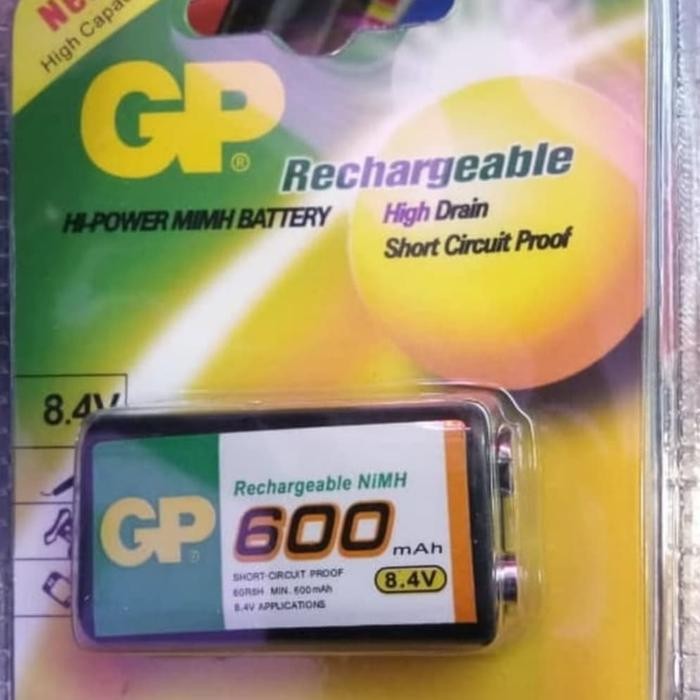 High Capa
GP®
Rechargeable
HI-POWER MIMH BATTERY
High Drain
Short Circuit Proof
8.4V
GP
Rechargeable NiMH
600 mAh
SHORT-CIRCUIT PROOF
8.4V
MIN. 600mAh
8.4V APPLICATIONS